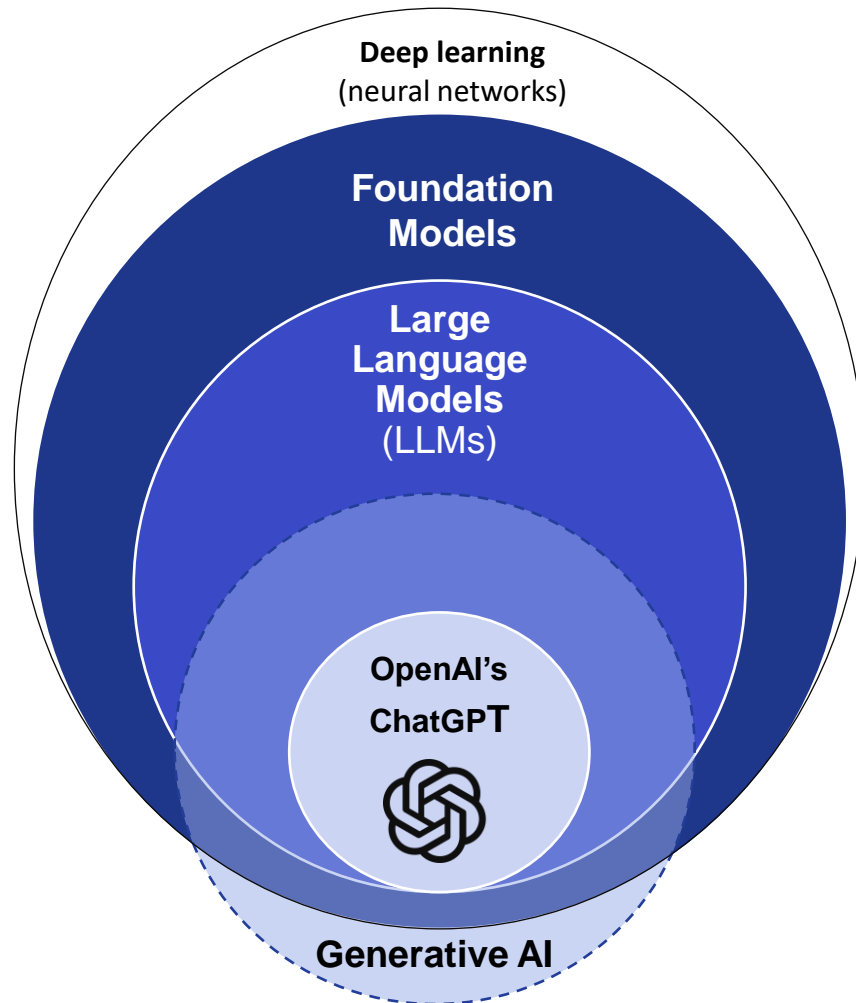 Deep learning
(neural networks)
Foundation
Models
Large
Language
Models
(LLMs)
OpenAI’s
ChatGPT
Generative AI